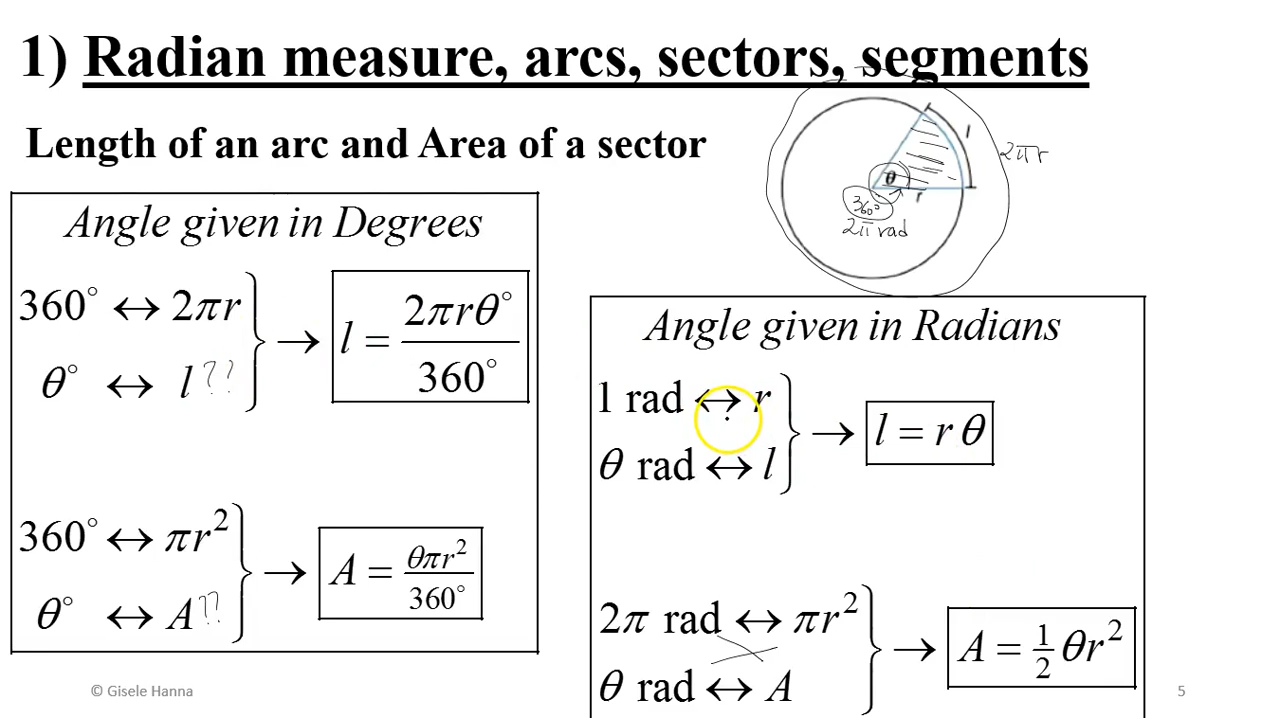 1) Radian measure, arcs, sectors, segments
Length of an arc and Area of a sector
l
2πr
θ
r
360°
2π rad
Angle given in Degrees
360° ↔ 2πr
θ° ↔ l ??
→ l = 2πrθ° / 360°
360° ↔ πr²
θ° ↔ A ??
→ A = θπr² / 360°
Angle given in Radians
1 rad ↔ r
θ rad ↔ l
→ l = r θ
2π rad ↔ πr²
θ rad ↔ A
→ A = 1/2 θr²
© Gisele Hanna
5